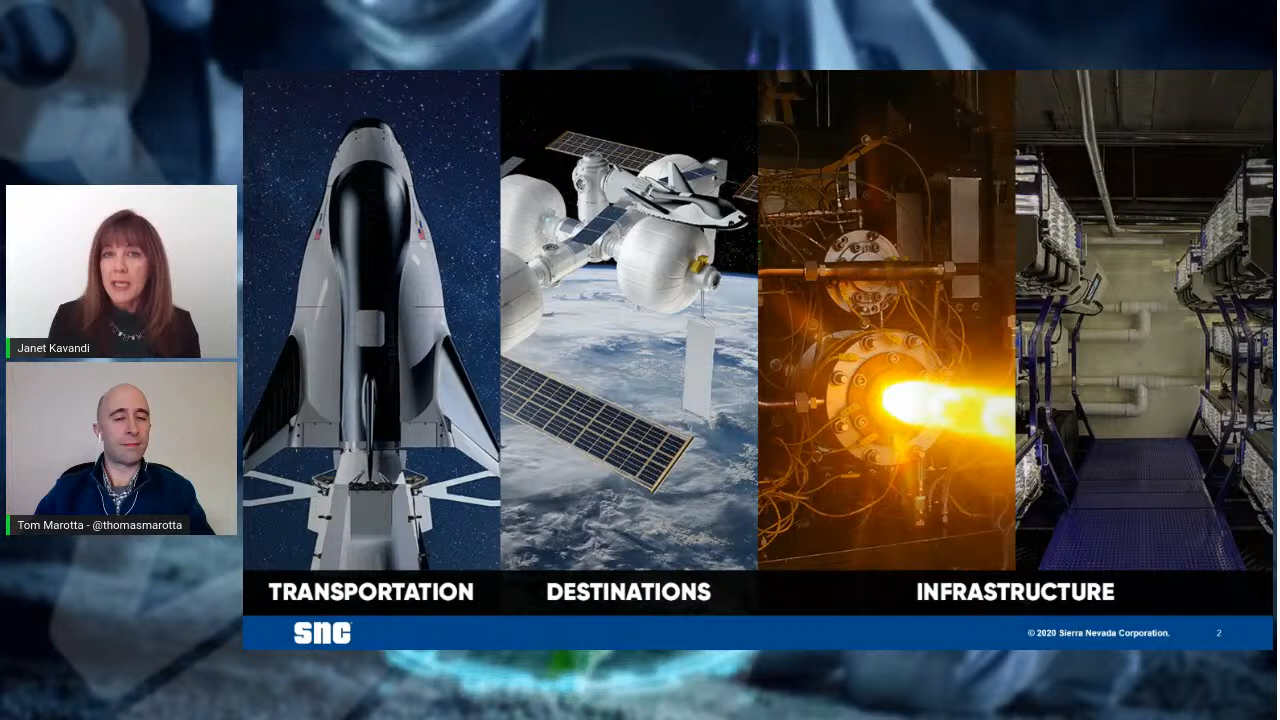 Janet Kavandi
Tom Marotta - @thomasmarotta
TRANSPORTATION
DESTINATIONS
INFRASTRUCTURE
snc
© 2020 Sierra Nevada Corporation.
2